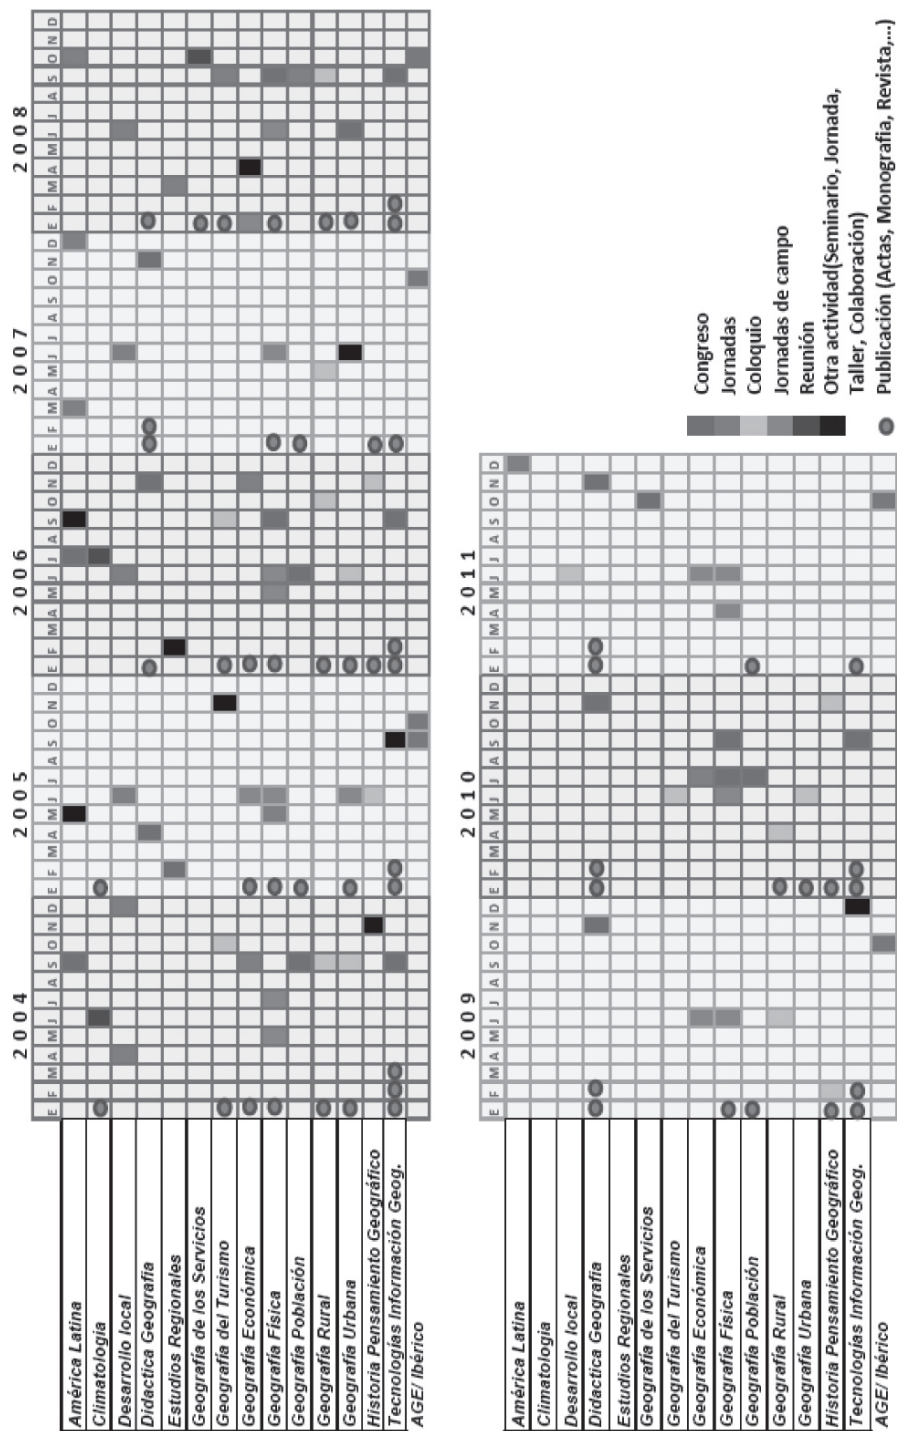 2004 2005 2006 2007 2008
E F M A M J J A S O N D E F M A M J J A S O N D E F M A M J J A S O N D E F M A M J J A S O N D E F M A M J J A S O N D
América Latina
Climatología
Desarrollo local
Didactica Geografía
Estudios Regionales
Geografía de los Servicios
Geografía del Turismo
Geografía Económica
Geografía Física
Geografía Población
Geografía Rural
Geografía Urbana
Historia Pensamiento Geográfico
Tecnologías Información Geog.
AGE/ Ibérico
2009 2010 2011
E F M A M J J A S O N D E F M A M J J A S O N D E F M A M J J A S O N D
América Latina
Climatología
Desarrollo local
Didactica Geografía
Estudios Regionales
Geografía de los Servicios
Geografía del Turismo
Geografía Económica
Geografía Física
Geografía Población
Geografía Rural
Geografía Urbana
Historia Pensamiento Geográfico
Tecnologías Información Geog.
AGE/ Ibérico
Congreso
Jornadas
Coloquio
Jornadas de campo
Reunión
Otra actividad(Seminario, Jornada,
Taller, Colaboración)
Publicación (Actas, Monografía, Revista,...)